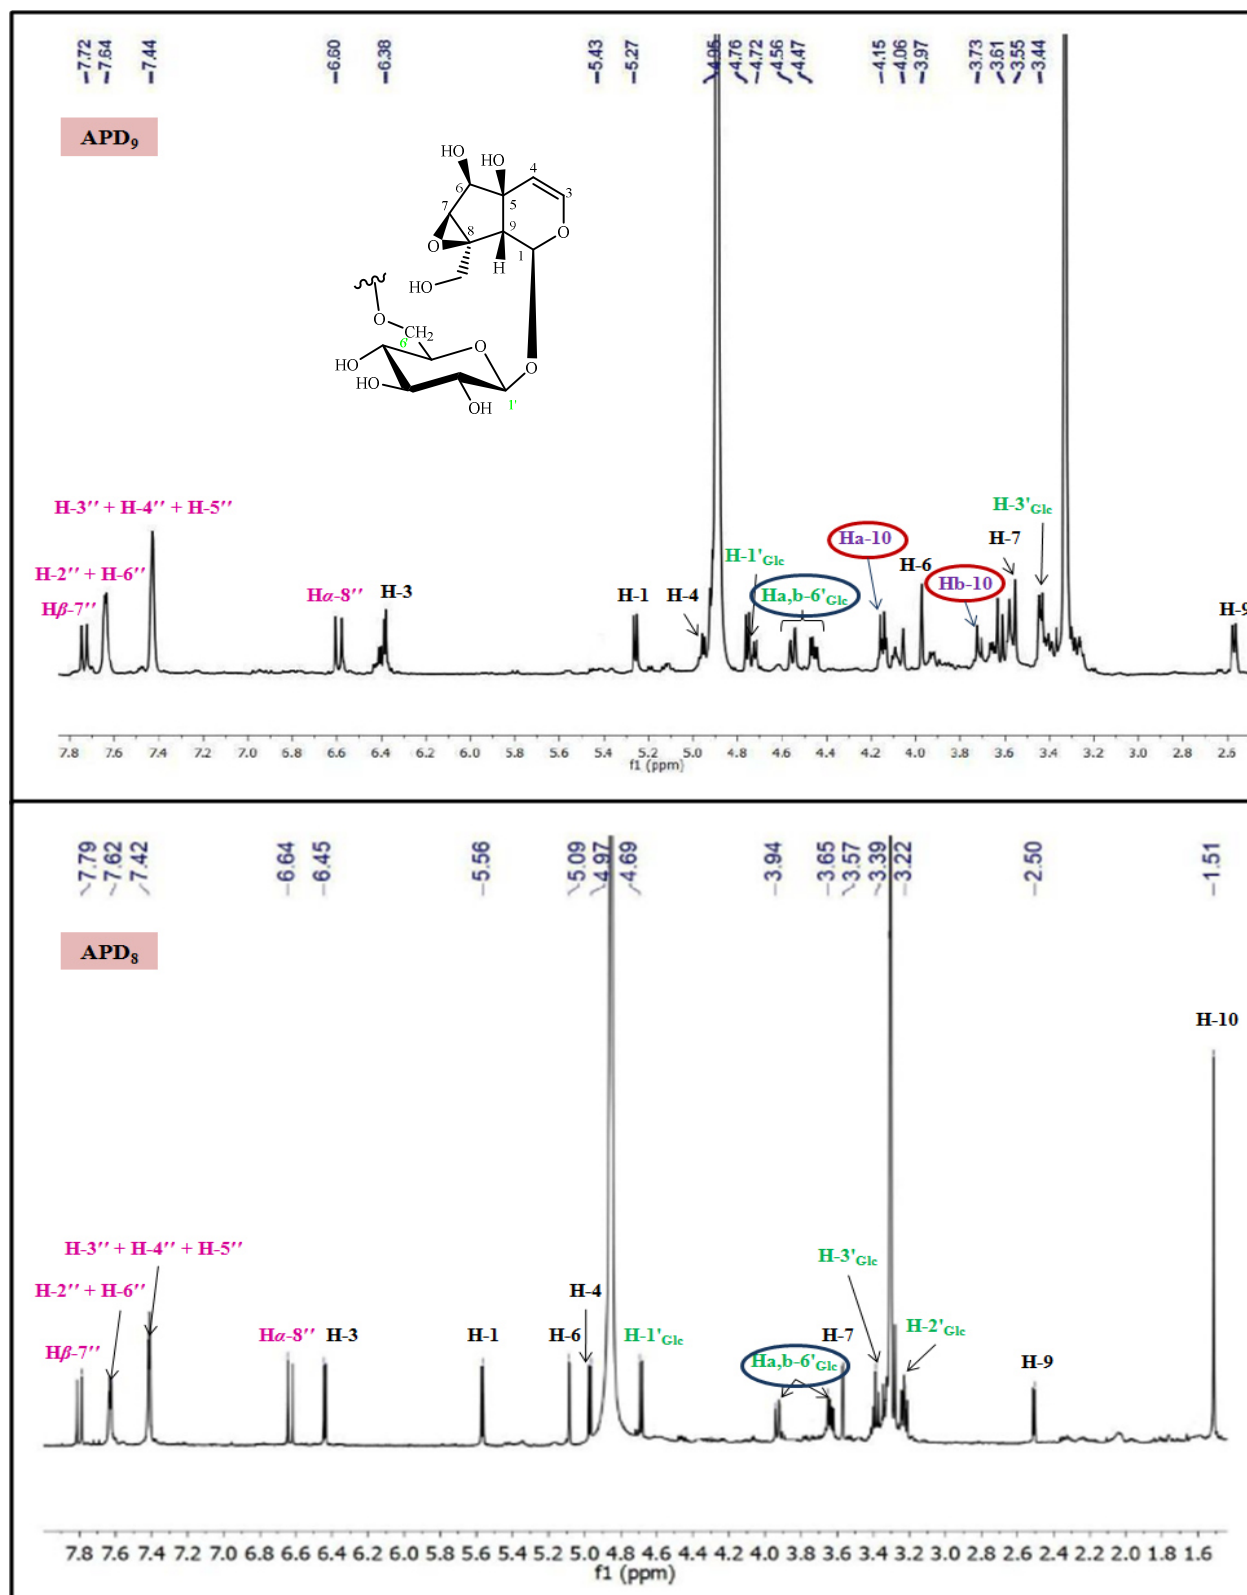 7.72 7.64 7.44 6.60 6.38 5.43 5.27 4.95 4.76 4.72 4.56 4.47 4.15 4.06 3.97 3.73 3.61 3.55 3.44
APD9
HO HO 4
6 3
5
7 9
O 8 O
H 1
HO
O
CH2
6'
O
HO O
HO
OH 1'
H-3′′ + H-4′′ + H-5′′
H-3'Glc
Ha-10
H-7
H-2′′ + H-6′′
H-1'Glc
H-6
Hb-10
Hβ-7′′
Hα-8′′
H-3
H-1
H-4
Ha,b-6'Glc
H-9
7.8 7.6 7.4 7.2 7.0 6.8 6.6 6.4 6.2 6.0 5.8 5.6 5.4 5.2 5.0 4.8 4.6 4.4 4.2 4.0 3.8 3.6 3.4 3.2 3.0 2.8 2.6
f1 (ppm)
7.79 7.62 7.42 6.64 6.45 5.56 5.09 4.97 4.69 3.94 3.65 3.57 3.39 3.22 2.50 1.51
APD8
H-10
H-3′′ + H-4′′ + H-5′′
H-3'Glc
H-2′′ + H-6′′
H-4
Hβ-7′′
Hα-8′′
H-3
H-1
H-6
H-1'Glc
H-7
H-2'Glc
Ha,b-6'Glc
H-9
7.8 7.6 7.4 7.2 7.0 6.8 6.6 6.4 6.2 6.0 5.8 5.6 5.4 5.2 5.0 4.8 4.6 4.4 4.2 4.0 3.8 3.6 3.4 3.2 3.0 2.8 2.6 2.4 2.2 2.0 1.8 1.6
f1 (ppm)